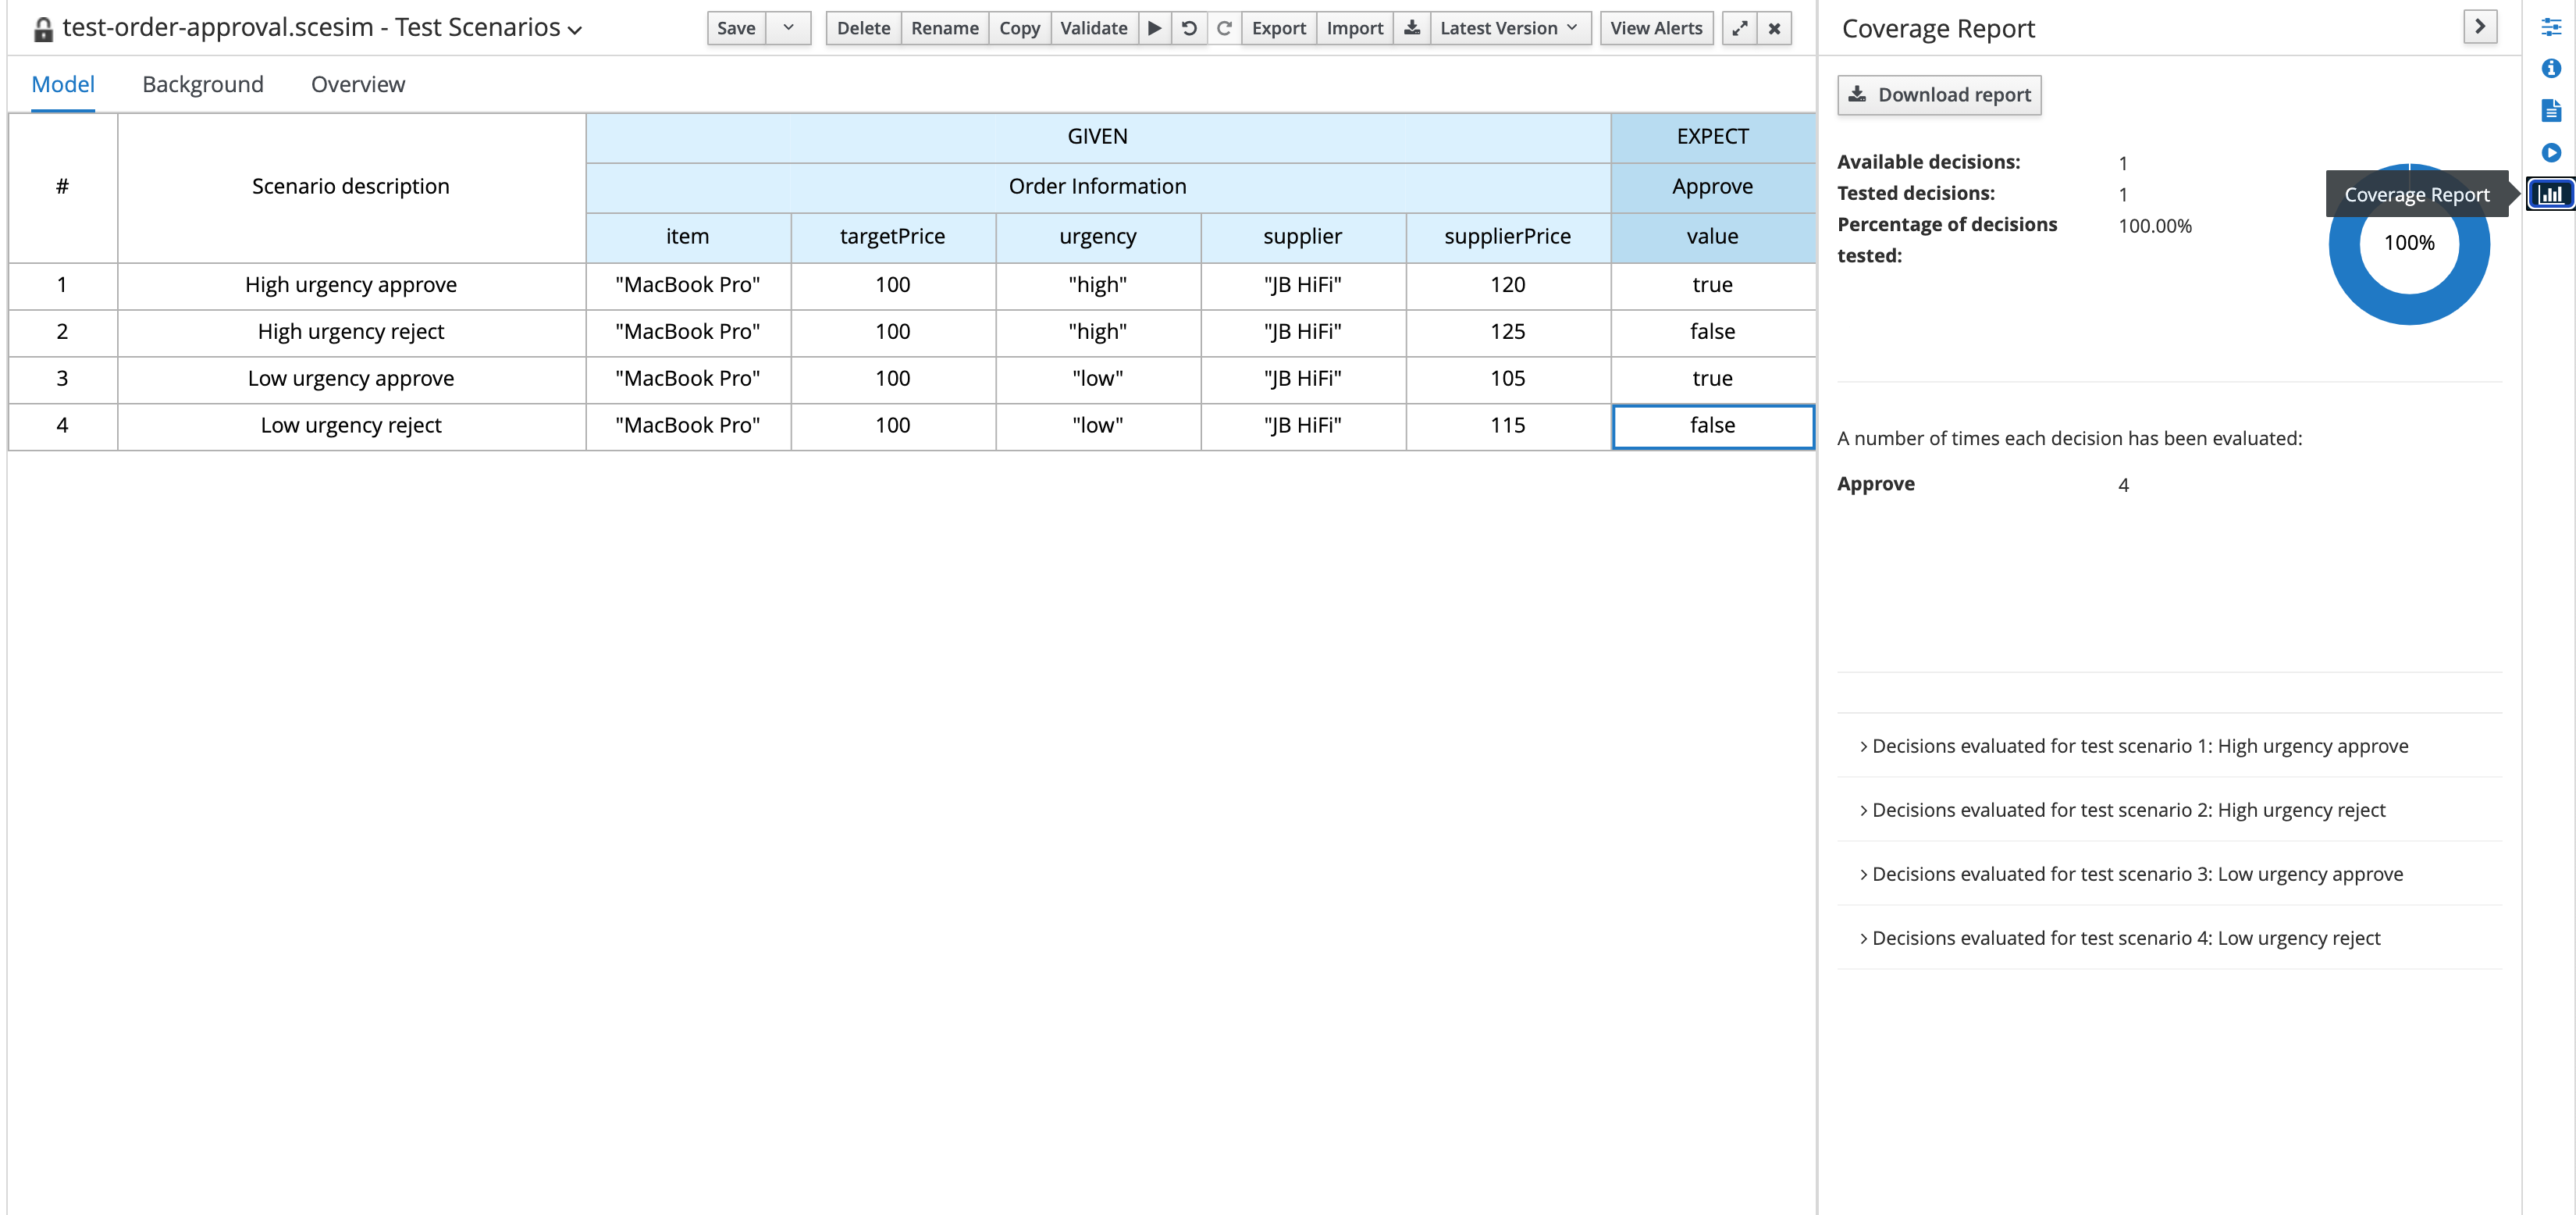 test-order-approval.scesim - Test Scenarios
Save
Delete Rename Copy Validate Export Import Latest Version
View Alerts
Model Background Overview
# Scenario description GIVEN EXPECT
Order Information Approve
item targetPrice urgency supplier supplierPrice value
1 High urgency approve "MacBook Pro" 100 "high" "JB HiFi" 120 true
2 High urgency reject "MacBook Pro" 100 "high" "JB HiFi" 125 false
3 Low urgency approve "MacBook Pro" 100 "low" "JB HiFi" 105 true
4 Low urgency reject "MacBook Pro" 100 "low" "JB HiFi" 115 false
Coverage Report
Download report
Available decisions: 1
Tested decisions: 1
Percentage of decisions tested: 100.00%
Coverage Report
100%
A number of times each decision has been evaluated:
Approve 4
Decisions evaluated for test scenario 1: High urgency approve
Decisions evaluated for test scenario 2: High urgency reject
Decisions evaluated for test scenario 3: Low urgency approve
Decisions evaluated for test scenario 4: Low urgency reject